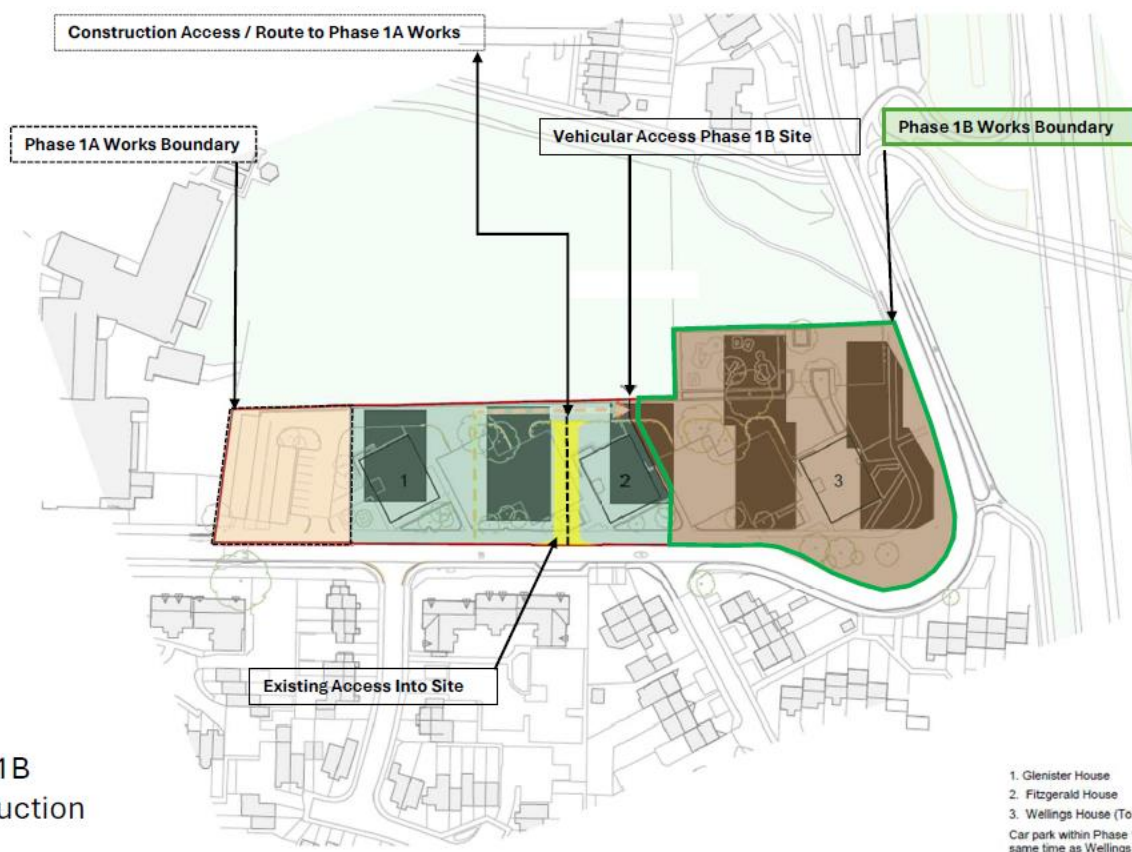 Construction Access / Route to Phase 1A Works
Phase 1A Works Boundary
Vehicular Access Phase 1B Site
Phase 1B Works Boundary
1
2
3
Existing Access Into Site
1B
uction
1. Glenister House
2. Fitzgerald House
3. Wellings House (To
Car park within Phase
same time as Wellings